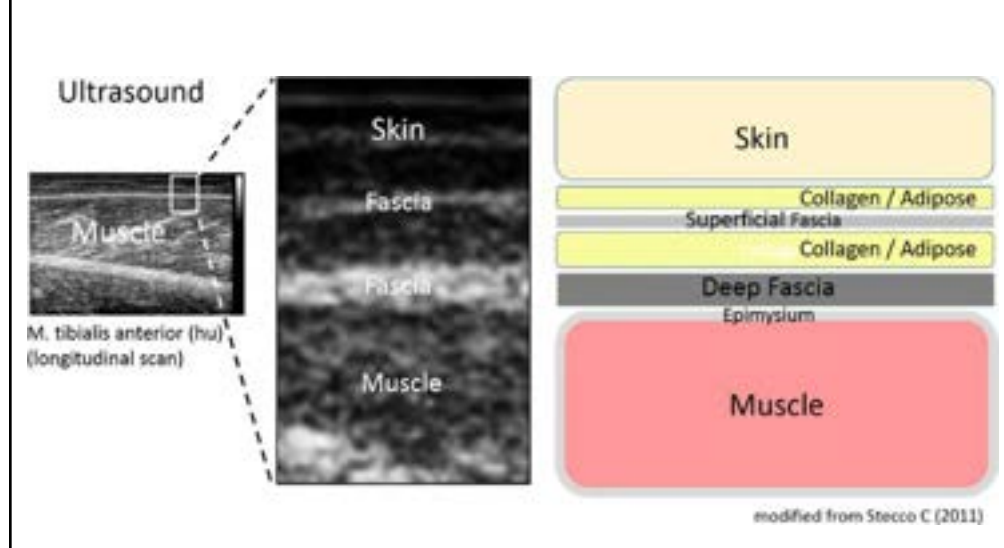 Ultrasound
Muscle
M. tibialis anterior (hu)
(longitudinal scan)
Skin
Fascia
Fascia
Muscle
Skin
Collagen / Adipose
Superficial Fascia
Collagen / Adipose
Deep Fascia
Epimysium
Muscle
modified from Stecco C (2011)